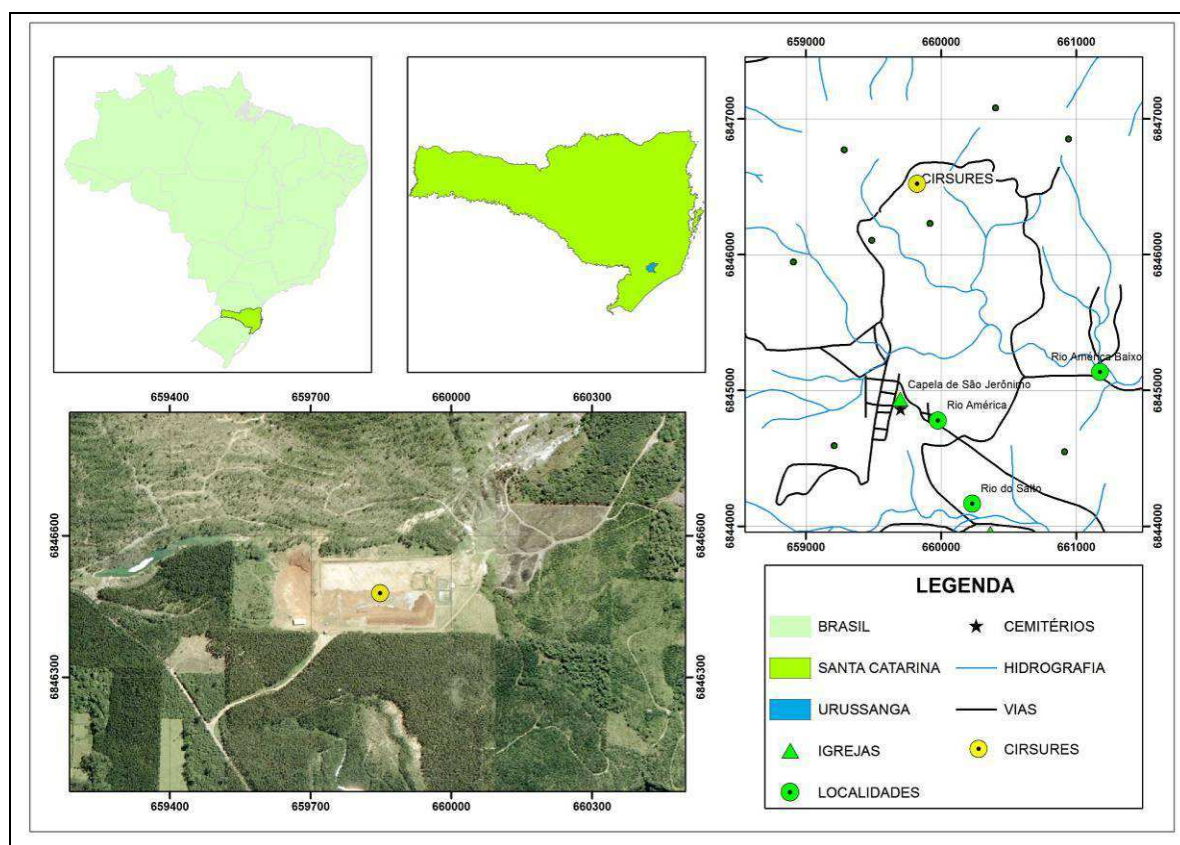 659000 660000 661000
6847000 6847000
CIRSURES
6846000 6846000
Rio América Baixo
6845000 6845000
Capela de São Jerônimo
Rio América
Rio do Salto
6844000 6844000
659000 660000 661000
659400 659700 660000 660300
6846600 6846600
6846300 6846300
659400 659700 660000 660300
LEGENDA
BRASIL
CEMITÉRIOS
SANTA CATARINA
HIDROGRAFIA
URUSSANGA
VIAS
IGREJAS
CIRSURES
LOCALIDADES